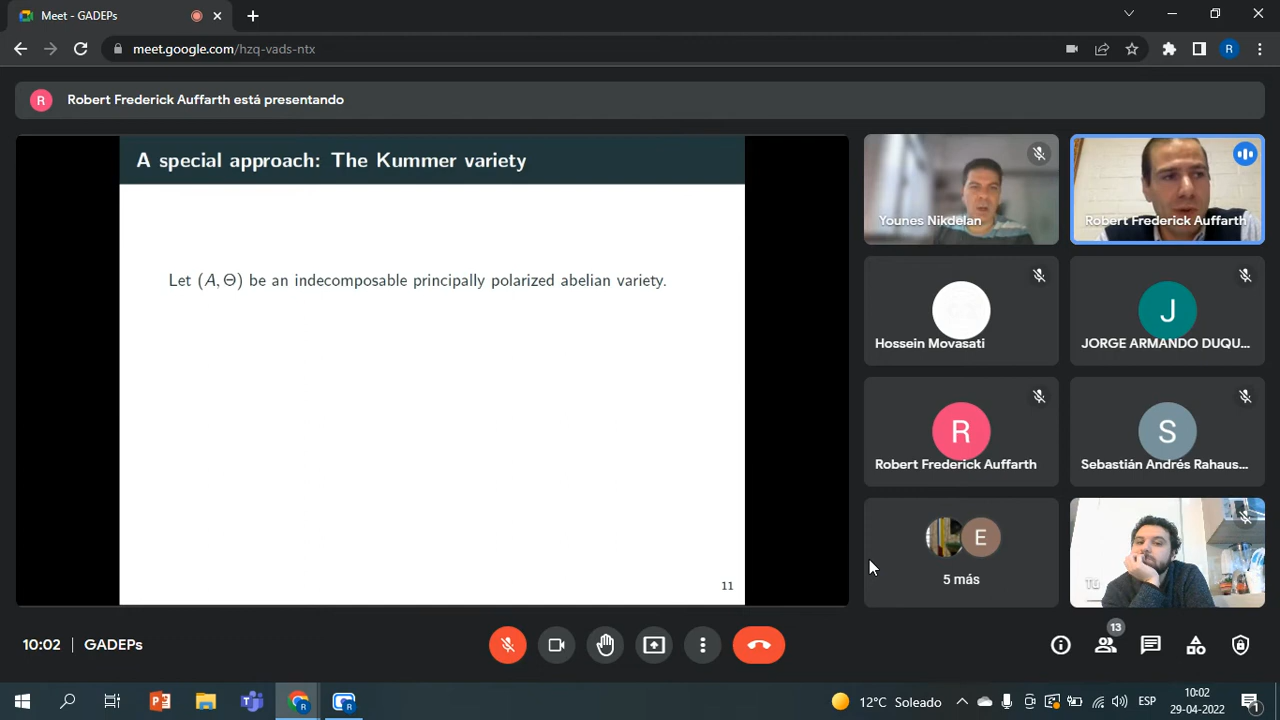 Meet - GADEPs
meet.google.com/hzq-vads-ntx
R
R
Robert Frederick Auffarth está presentando
A special approach: The Kummer variety
Let (A, Θ) be an indecomposable principally polarized abelian variety.
11
Younes Nikdelan
Robert Frederick Auffarth
Hossein Movasati
J
JORGE ARMANDO DUQU...
R
Robert Frederick Auffarth
S
Sebastián Andrés Rahaus...
E
5 más
Tú
10:02 | GADEPs
13
12°C Soleado
ESP
10:02
29-04-2022
1